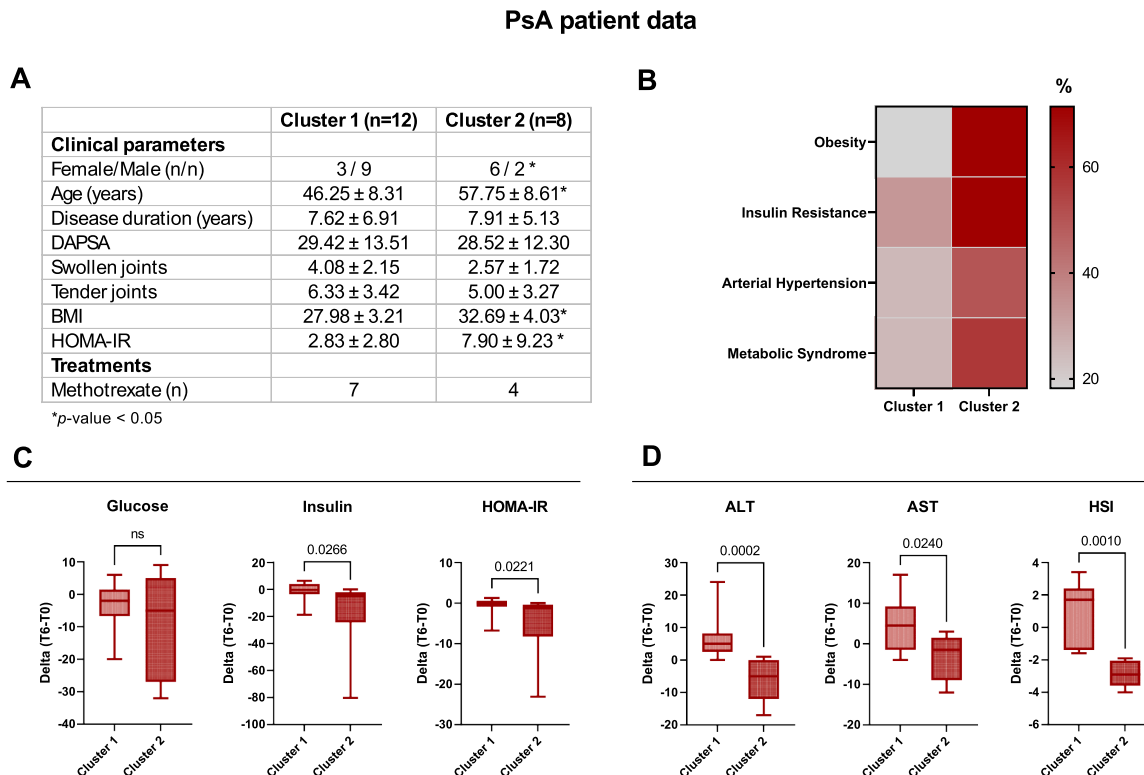 PsA patient data
A
Cluster 1 (n=12) Cluster 2 (n=8)
Clinical parameters
Female/Male (n/n) 3 / 9 6 / 2 *
Age (years) 46.25 ± 8.31 57.75 ± 8.61*
Disease duration (years) 7.62 ± 6.91 7.91 ± 5.13
DAPSA 29.42 ± 13.51 28.52 ± 12.30
Swollen joints 4.08 ± 2.15 2.57 ± 1.72
Tender joints 6.33 ± 3.42 5.00 ± 3.27
BMI 27.98 ± 3.21 32.69 ± 4.03*
HOMA-IR 2.83 ± 2.80 7.90 ± 9.23 *
Treatments
Methotrexate (n) 7 4
*p-value < 0.05
B
%
Obesity
Insulin Resistance
Arterial Hypertension
Metabolic Syndrome
Cluster 1 Cluster 2
60
40
20
C
Glucose
ns
Delta (T6-T0)
10
0
-10
-20
-30
-40
Cluster 1
Cluster 2
Insulin
0.0266
Delta (T6-T0)
20
0
-20
-40
-60
-80
-100
Cluster 1
Cluster 2
HOMA-IR
0.0221
Delta (T6-T0)
10
0
-10
-20
-30
Cluster 1
Cluster 2
D
ALT
0.0002
Delta (T6-T0)
30
20
10
0
-10
-20
Cluster 1
Cluster 2
AST
0.0240
Delta (T6-T0)
20
10
0
-10
-20
Cluster 1
Cluster 2
HSI
0.0010
Delta (T6-T0)
4
2
0
-2
-4
-6
Cluster 1
Cluster 2